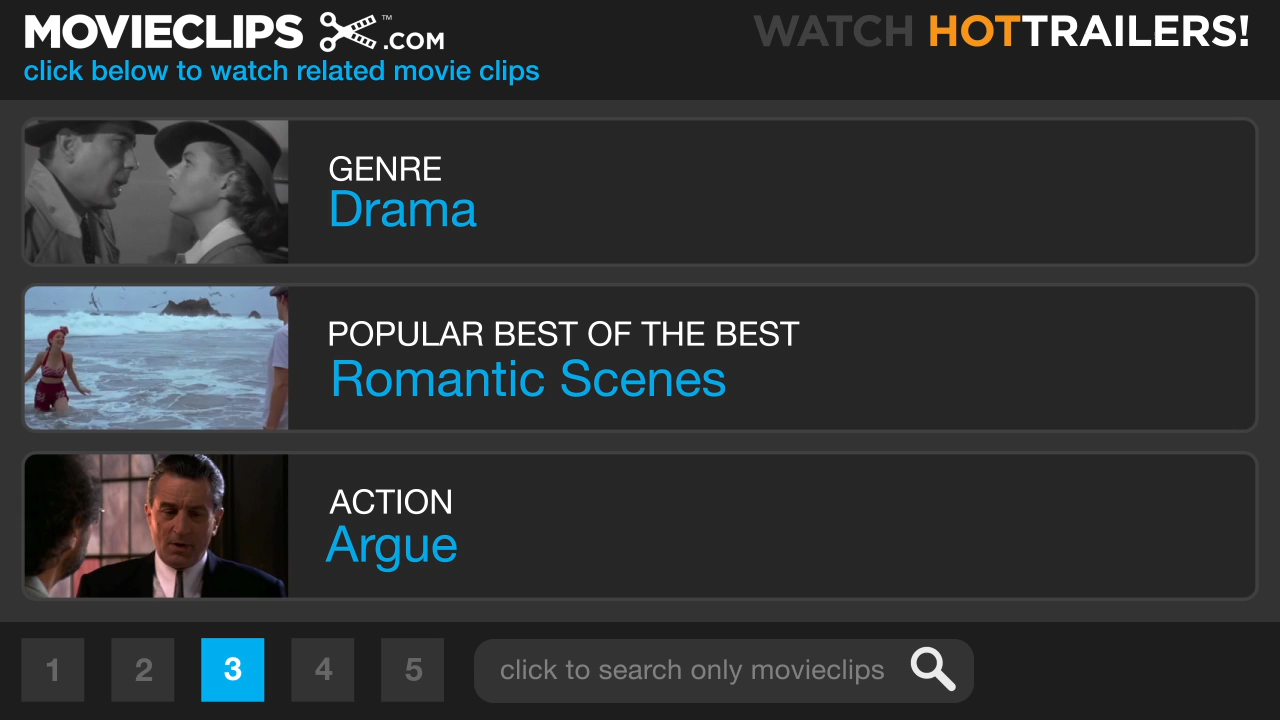 MOVIECLIPS ™ .COM
WATCH HOTTRAILERS!
click below to watch related movie clips
GENRE
Drama
POPULAR BEST OF THE BEST
Romantic Scenes
ACTION
Argue
1 2 3 4 5
click to search only movieclips